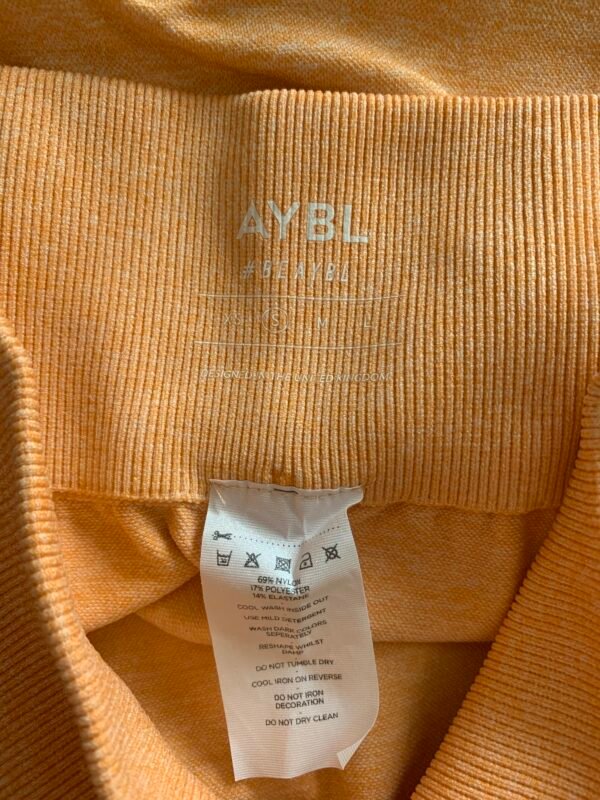 AYBL
#BEAYBL
XS S M L
DESIGNED IN THE UNITED KINGDOM
69% NYLON
17% POLYESTER
14% ELASTANE
COOL WASH INSIDE OUT
-
USE MILD DETERGENT
-
WASH DARK COLORS
SEPERATELY
-
RESHAPE WHILST
DAMP
-
DO NOT TUMBLE DRY
-
COOL IRON ON REVERSE
-
DO NOT IRON
DECORATION
-
DO NOT DRY CLEAN